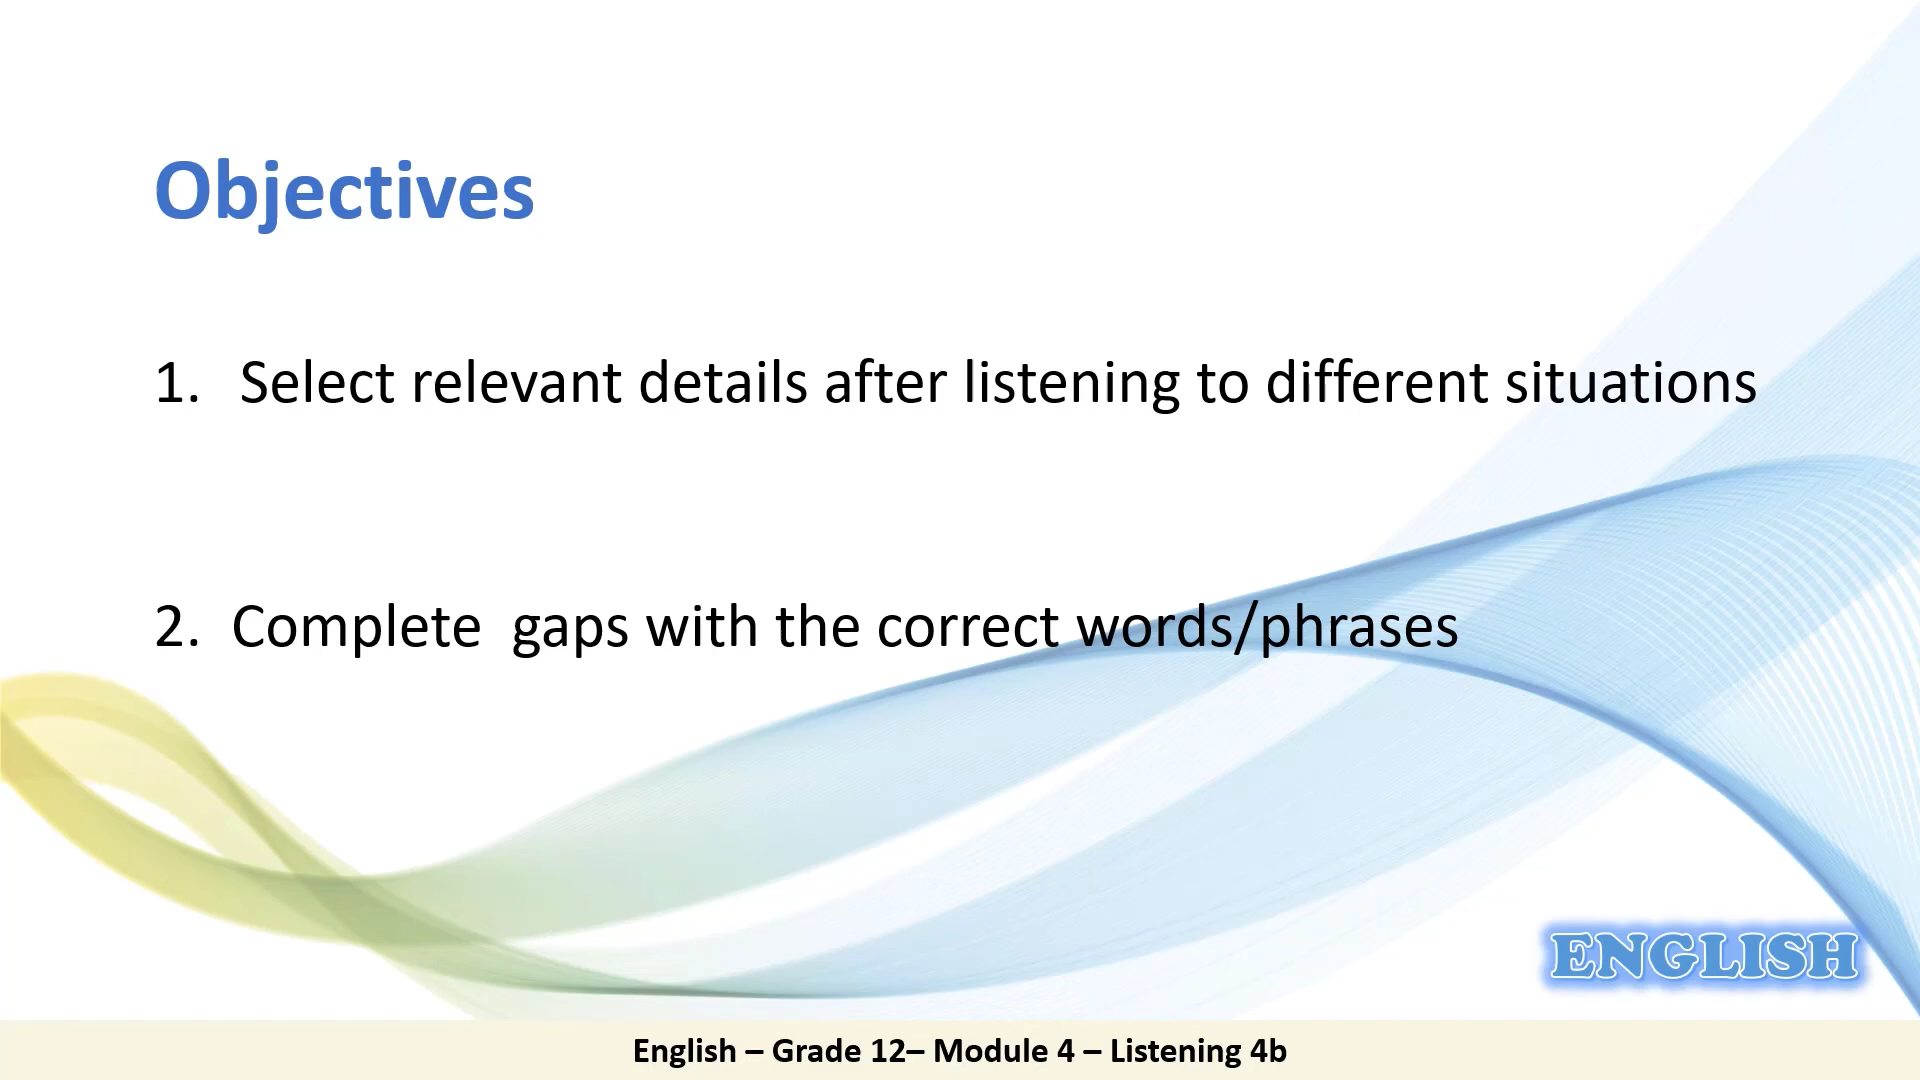 Objectives
1. Select relevant details after listening to different situations
2. Complete  gaps with the correct words/phrases
ENGLISH
English – Grade 12– Module 4 – Listening 4b